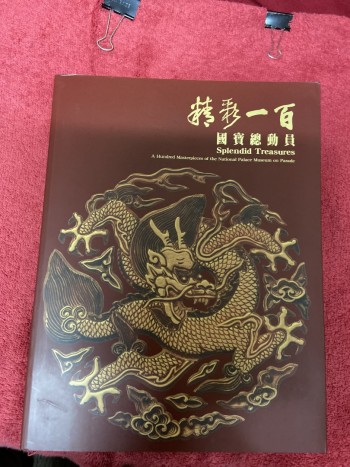 精彩一百
國寶總動員
Splendid Treasures
A Hundred Masterpieces of the National Palace Museum on Parade